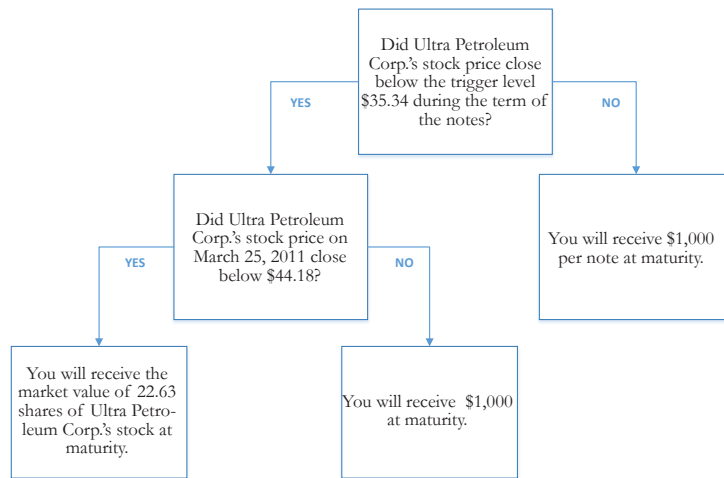 Did Ultra Petroleum
Corp.'s stock price close
below the trigger level
$35.34 during the term of
the notes?
YES
NO
Did Ultra Petroleum
Corp.'s stock price on
March 25, 2011 close
below $44.18?
You will receive $1,000
per note at maturity.
YES
NO
You will receive the
market value of 22.63
shares of Ultra Petro-
leum Corp.'s stock at
maturity.
You will receive $1,000
at maturity.